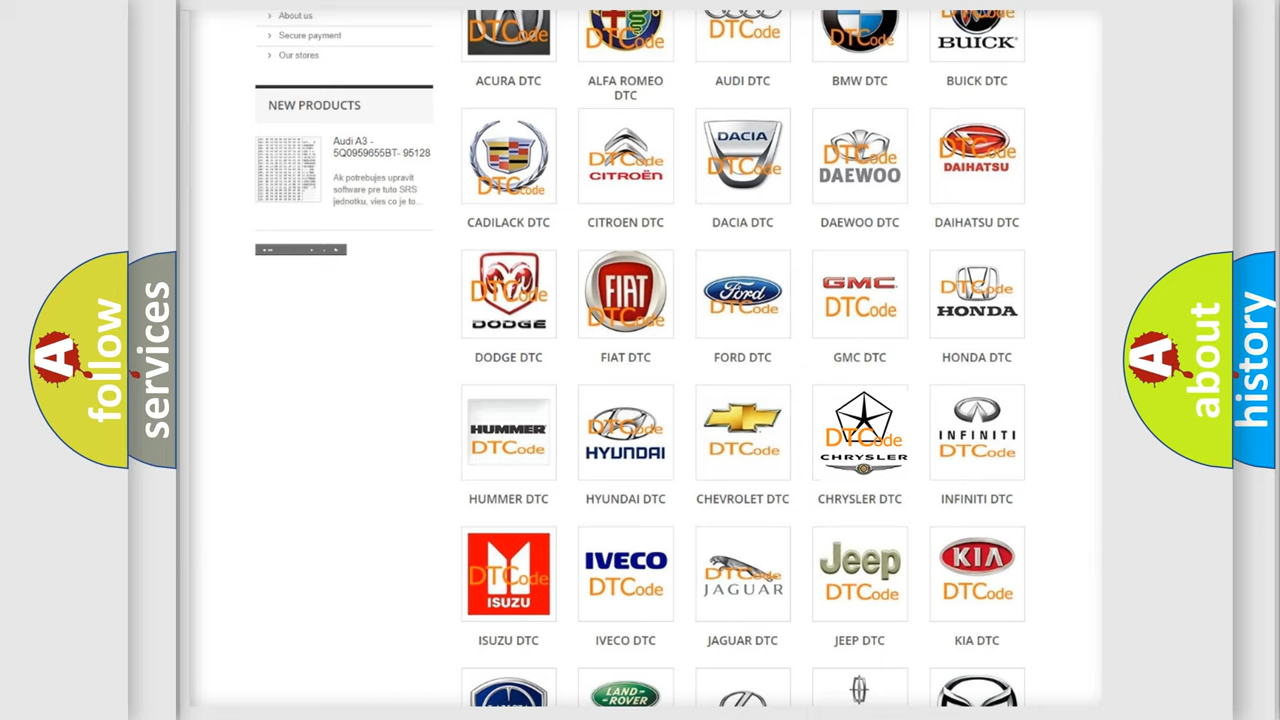 About us
Secure payment
Our stores
NEW PRODUCTS
Audi A3 -
5Q0959655BT- 95128
Ak potrebujes upravit
software pre tuto SRS
jednotku, vies co je to...
DTCode
DTCode
DTCode
DTCode
BUICK
ACURA DTC
ALFA ROMEO
DTC
AUDI DTC
BMW DTC
BUICK DTC
DTCode
DTCode
CITROËN
DACIA
DTCode
DTCode
DAEWOO
DTCode
DAIHATSU
CADILACK DTC
CITROEN DTC
DACIA DTC
DAEWOO DTC
DAIHATSU DTC
DTCode
DODGE
FIAT
DTCode
Ford
DTCode
GMC
DTCode
DTCode
HONDA
DODGE DTC
FIAT DTC
FORD DTC
GMC DTC
HONDA DTC
HUMMER
DTCode
DTCode
HYUNDAI
DTCode
DTCode
CHRYSLER
INFINITI
DTCode
HUMMER DTC
HYUNDAI DTC
CHEVROLET DTC
CHRYSLER DTC
INFINITI DTC
DTCode
ISUZU
IVECO
DTCode
DTCode
JAGUAR
Jeep
DTCode
KIA
DTCode
ISUZU DTC
IVECO DTC
JAGUAR DTC
JEEP DTC
KIA DTC
LAND-
ROVER
A
follow
services
A
about
history